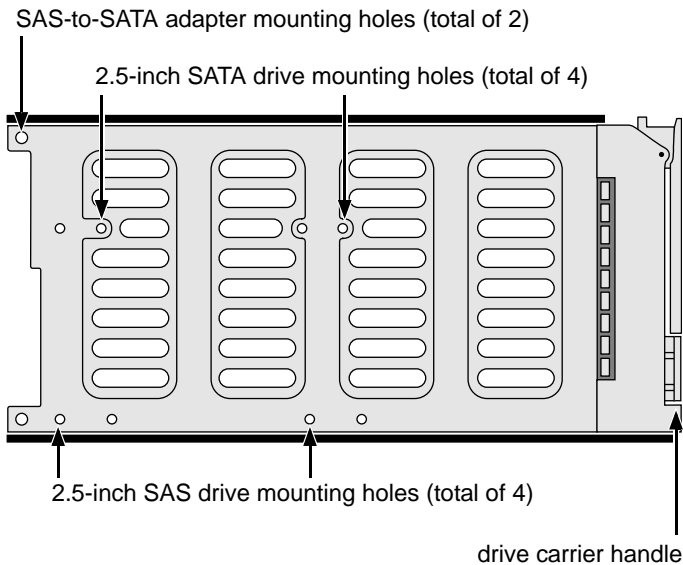 SAS-to-SATA adapter mounting holes (total of 2)
2.5-inch SATA drive mounting holes (total of 4)
2.5-inch SAS drive mounting holes (total of 4)
drive carrier handle